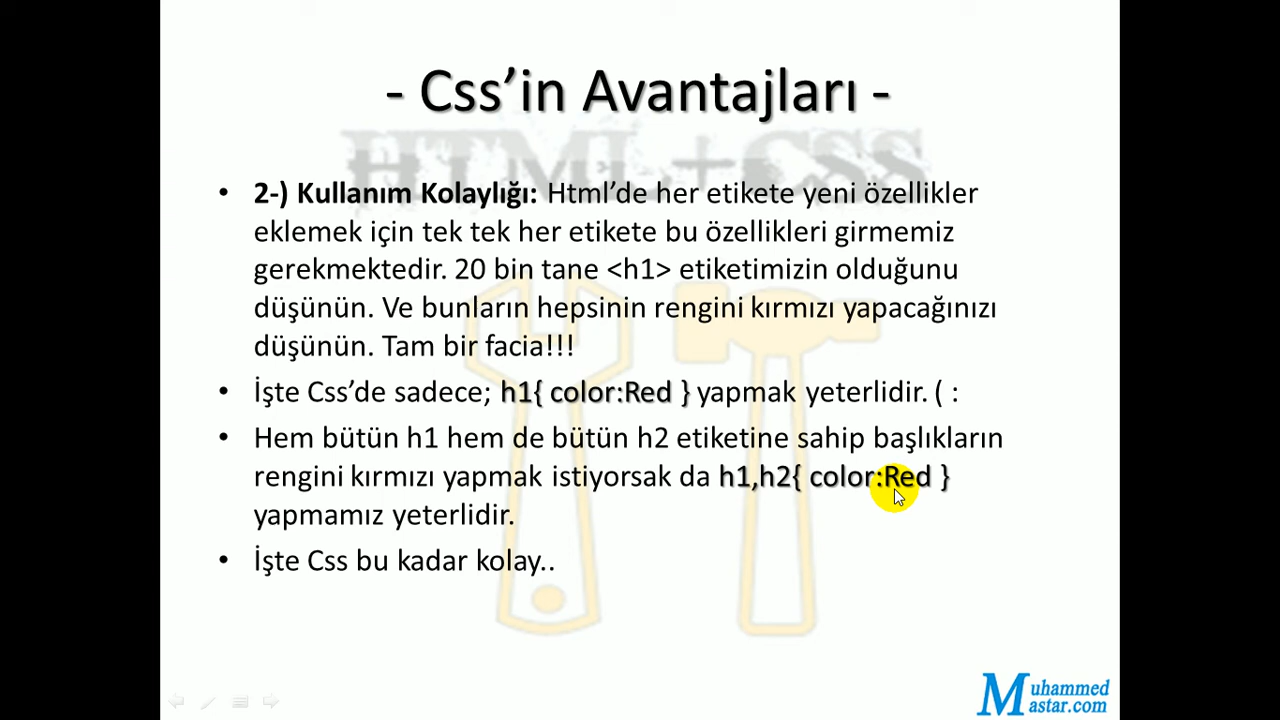 - Css’in Avantajları -
HTML+CSS
• 2-) Kullanım Kolaylığı: Html’de her etikete yeni özellikler
eklemek için tek tek her etikete bu özellikleri girmemiz
gerekmektedir. 20 bin tane <h1> etiketimizin olduğunu
düşünün. Ve bunların hepsinin rengini kırmızı yapacağınızı
düşünün. Tam bir facia!!!
• İşte Css’de sadece; h1{ color:Red } yapmak yeterlidir. ( :
• Hem bütün h1 hem de bütün h2 etiketine sahip başlıkların
rengini kırmızı yapmak istiyorsak da h1,h2{ color:Red }
yapmamız yeterlidir.
• İşte Css bu kadar kolay..
Muhammed
Mastar.com